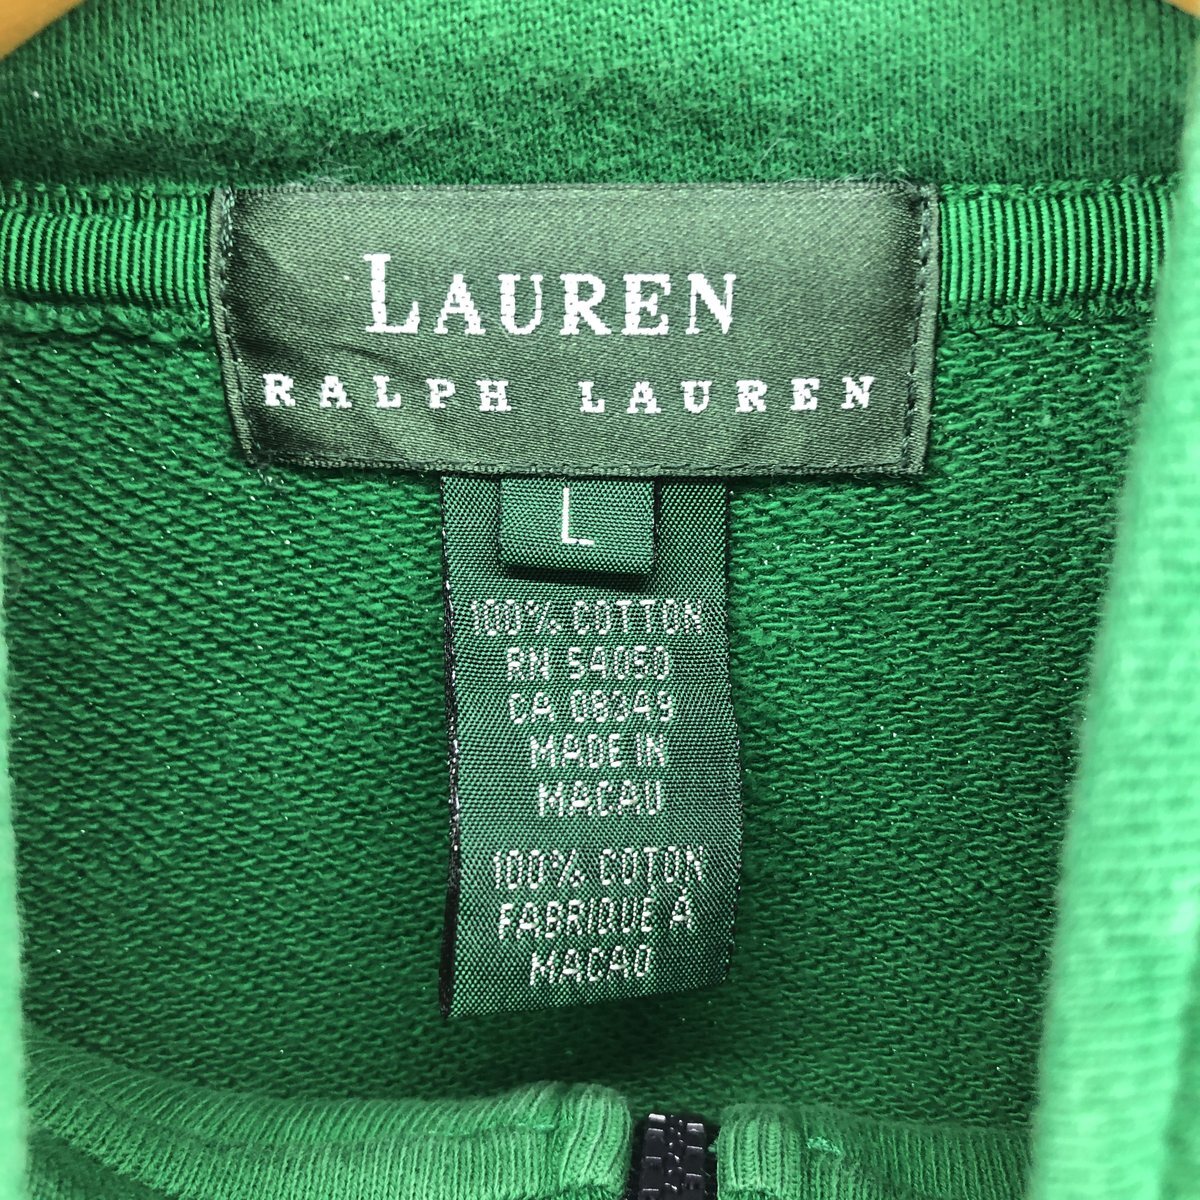 LAUREN
RALPH LAUREN
L
100% COTTON
RN 54050
CA 08349
MADE IN
MACAU
100% COTON
FABRIQUE À
MACAO